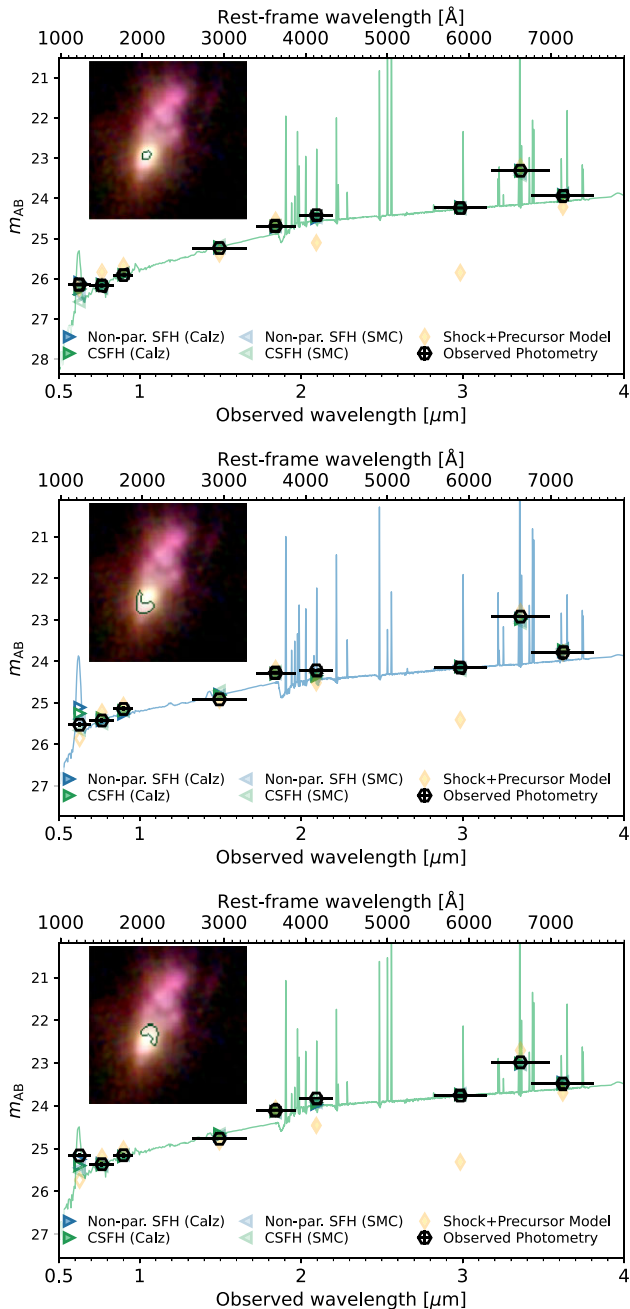 Rest-frame wavelength [Å]
1000 2000 3000 4000 5000 6000 7000
21
22
23
24
25
26
27
28
m_AB
Non-par. SFH (Calz) Non-par. SFH (SMC) Shock+Precursor Model
CSFH (Calz) CSFH (SMC) Observed Photometry
0.5 1 2 3 4
Observed wavelength [μm]
Rest-frame wavelength [Å]
1000 2000 3000 4000 5000 6000 7000
21
22
23
24
25
26
27
m_AB
Non-par. SFH (Calz) Non-par. SFH (SMC) Shock+Precursor Model
CSFH (Calz) CSFH (SMC) Observed Photometry
0.5 1 2 3 4
Observed wavelength [μm]
Rest-frame wavelength [Å]
1000 2000 3000 4000 5000 6000 7000
21
22
23
24
25
26
27
m_AB
Non-par. SFH (Calz) Non-par. SFH (SMC) Shock+Precursor Model
CSFH (Calz) CSFH (SMC) Observed Photometry
0.5 1 2 3 4
Observed wavelength [μm]